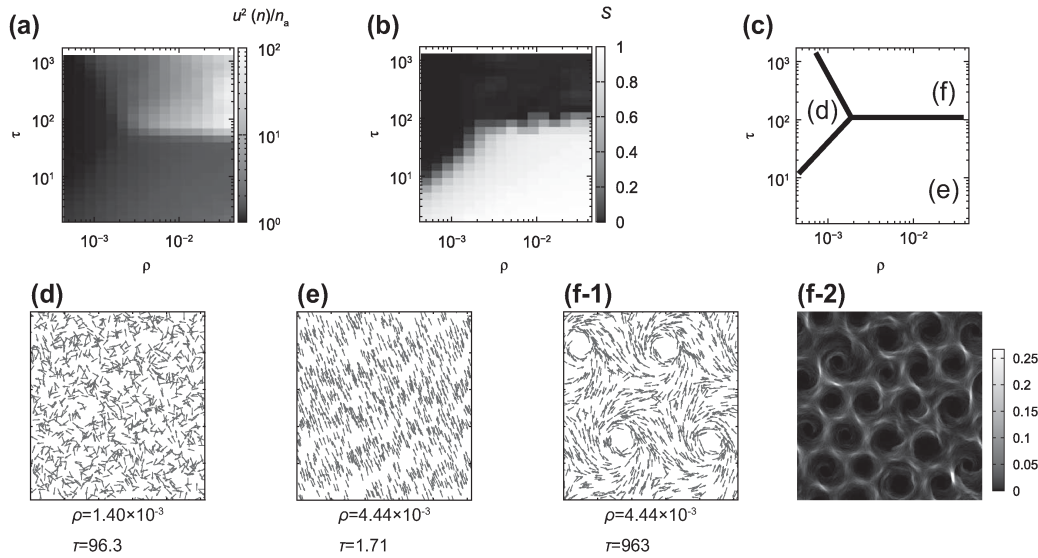 (a)
u² (n)/nₐ
10³
10²
10¹
τ
10⁻³
10⁻²
ρ
10²
10¹
10⁰
(b)
S
10³
10²
10¹
τ
10⁻³
10⁻²
ρ
1
0.8
0.6
0.4
0.2
0
(c)
10³
10²
10¹
τ
10⁻³
10⁻²
ρ
(d)
(f)
(e)
(d)
ρ=1.40×10⁻³
τ=96.3
(e)
ρ=4.44×10⁻³
τ=1.71
(f-1)
ρ=4.44×10⁻³
τ=963
(f-2)
0.25
0.2
0.15
0.1
0.05
0